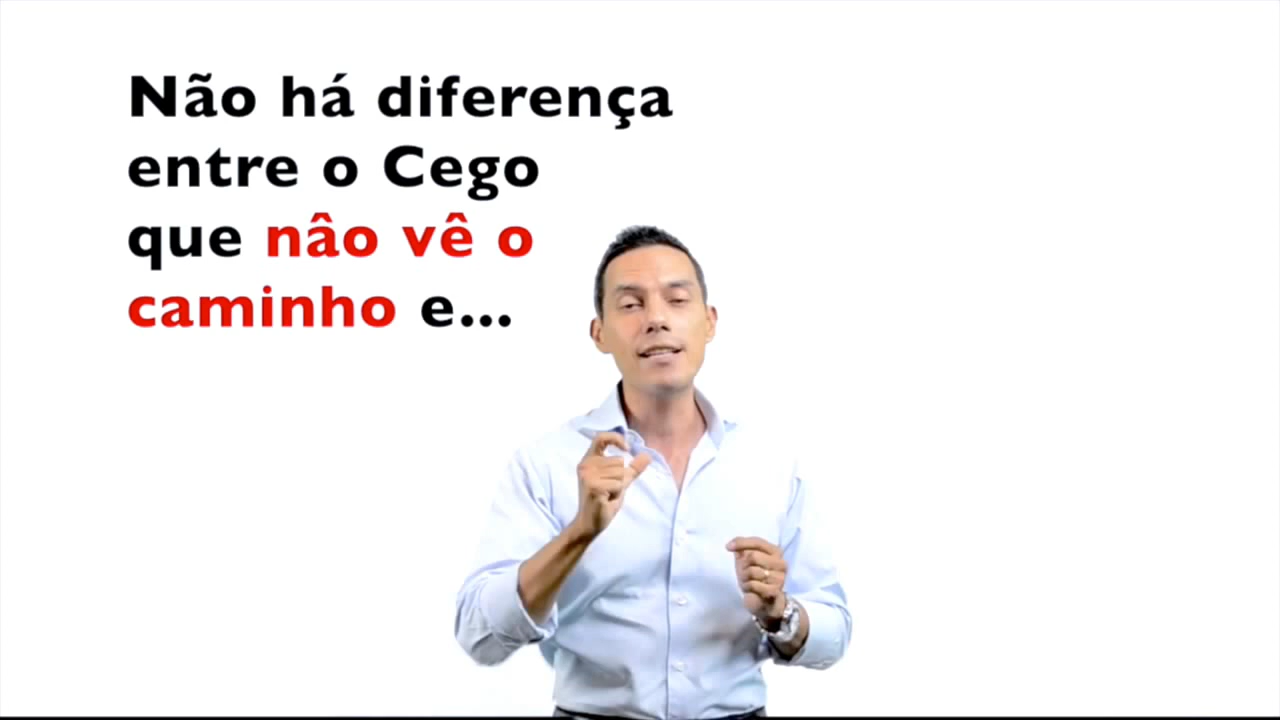 Não há diferença
entre o Cego
que nâo vê o
caminho e...